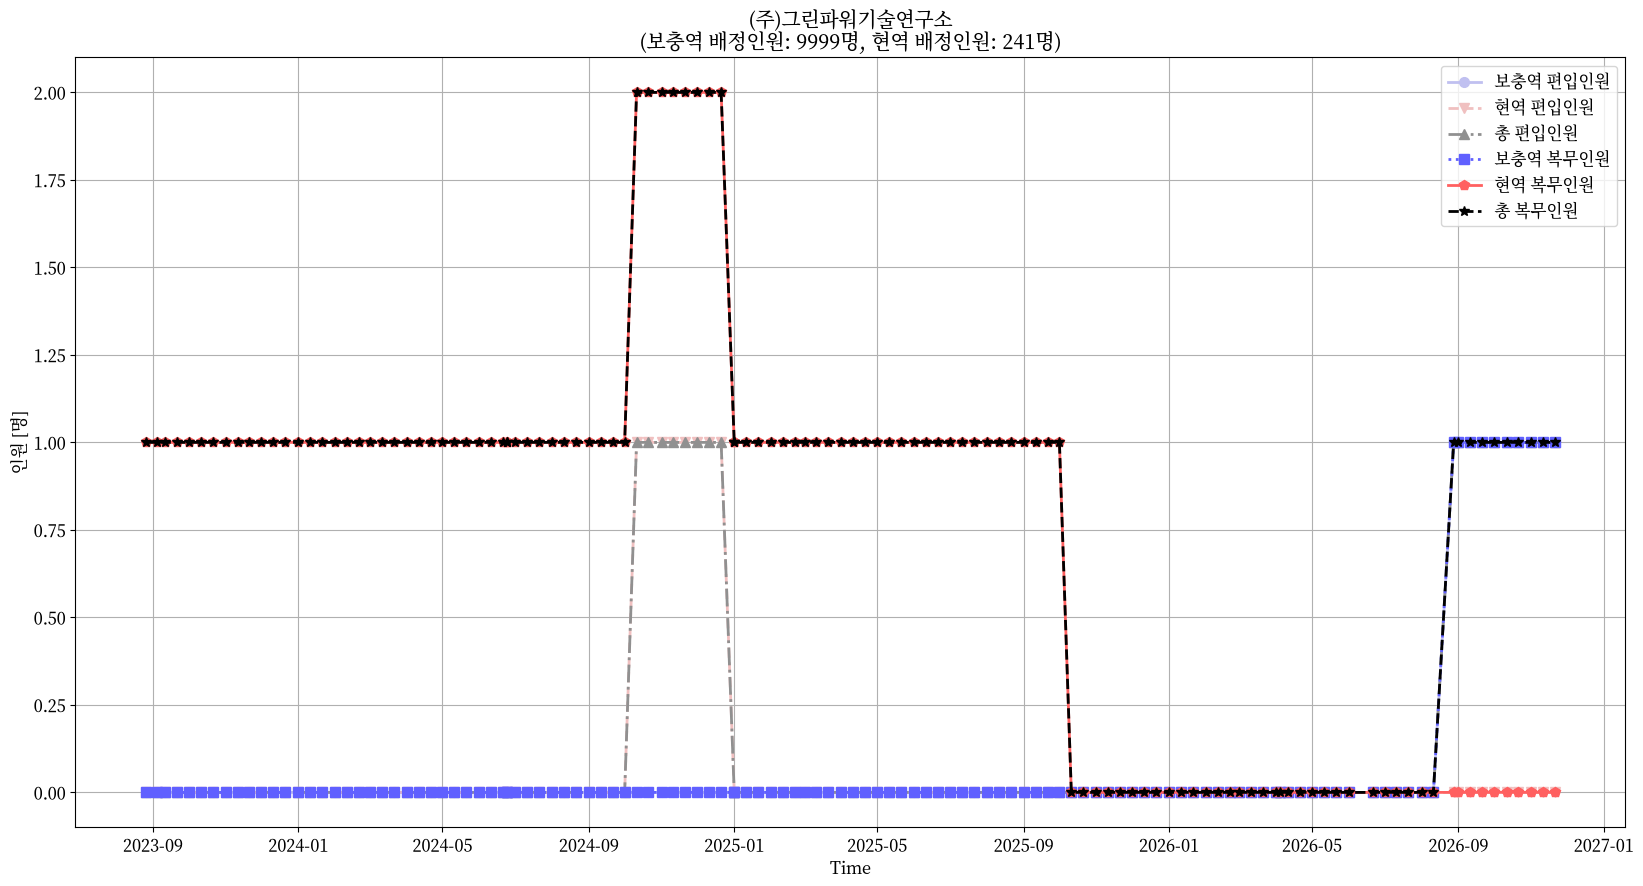 (주)그린파워기술연구소
(보충역 배정인원: 9999명, 현역 배정인원: 241명)
보충역 편입인원
현역 편입인원
총 편입인원
보충역 복무인원
현역 복무인원
총 복무인원
인원 [명]
2.00
1.75
1.50
1.25
1.00
0.75
0.50
0.25
0.00
2023-09 2024-01 2024-05 2024-09 2025-01 2025-05 2025-09 2026-01 2026-05 2026-09 2027-01
Time